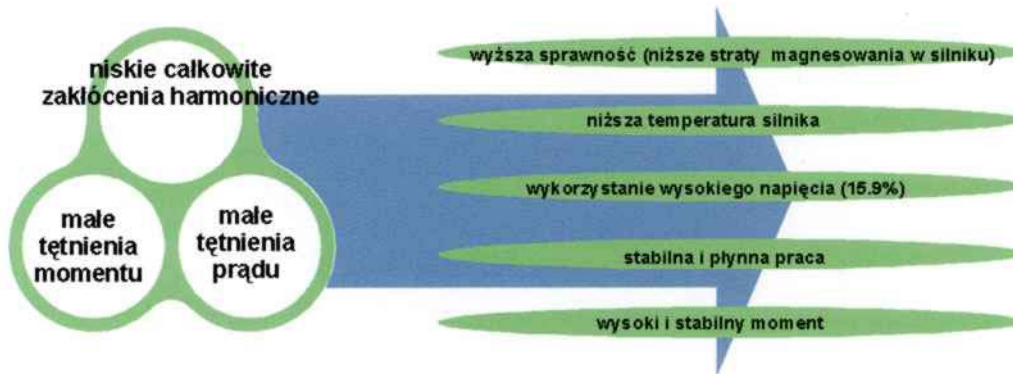 niskie całkowite
zakłócenia harmoniczne
małe
tętnienia
momentu
małe
tętnienia
prądu
wyższa sprawność (niższe straty magnesowania w silniku)
niższa temperatura silnika
wykorzystanie wysokiego napięcia (15.9%)
stabilna i płynna praca
wysoki i stabilny moment